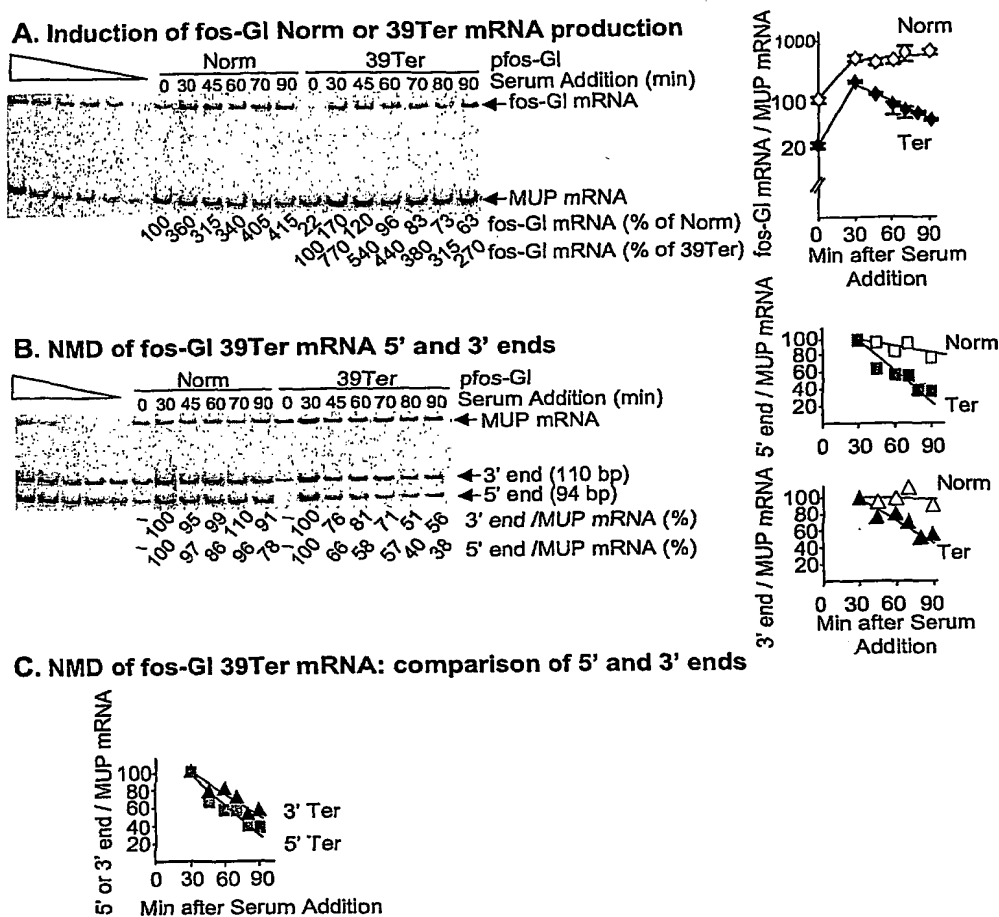 A. Induction of fos-Gl Norm or 39Ter mRNA production
Norm 39Ter pfos-Gl
0 30 45 60 70 90 0 30 45 60 70 80 90 Serum Addition (min)
fos-Gl mRNA
MUP mRNA
100 360 315 340 405 415 22 170 120 96 83 73 63 fos-Gl mRNA (% of Norm)
100 770 540 440 380 315 270 fos-Gl mRNA (% of 39Ter)
fos-Gl mRNA / MUP mRNA
1000
100
20
Norm
Ter
0 30 60 90
Min after Serum
Addition
B. NMD of fos-Gl 39Ter mRNA 5' and 3' ends
Norm 39Ter pfos-Gl
0 30 45 60 70 90 0 30 45 60 70 80 90 Serum Addition (min)
MUP mRNA
3' end (110 bp)
5' end (94 bp)
- 100 95 99 110 91 - 100 76 81 71 51 56 3' end /MUP mRNA (%)
- 100 97 86 96 78 - 100 66 58 57 40 38 5' end /MUP mRNA (%)
5' end / MUP mRNA
100
80
60
40
20
Norm
Ter
0 30 60 90
3' end / MUP mRNA
100
80
60
40
20
Norm
Ter
0 30 60 90
Min after Serum
Addition
C. NMD of fos-Gl 39Ter mRNA: comparison of 5' and 3' ends
5' or 3' end / MUP mRNA
100
80
60
40
20
3' Ter
5' Ter
0 30 60 90
Min after Serum Addition